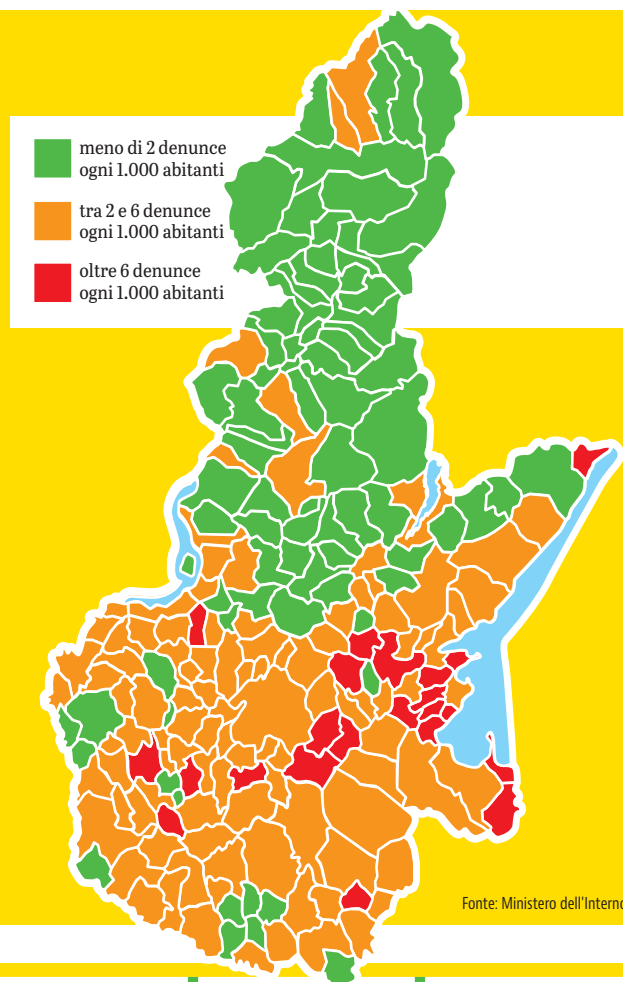 meno di 2 denunce
ogni 1.000 abitanti
tra 2 e 6 denunce
ogni 1.000 abitanti
oltre 6 denunce
ogni 1.000 abitanti
Fonte: Ministero dell'Interno